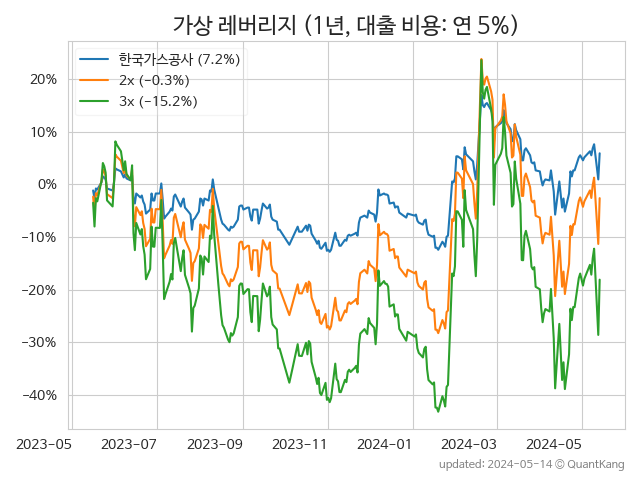 가상 레버리지 (1년, 대출 비용: 연 5%)
한국가스공사 (7.2%)
2x (−0.3%)
3x (−15.2%)
20%
10%
0%
−10%
−20%
−30%
−40%
2023-05
2023-07
2023-09
2023-11
2024-01
2024-03
2024-05
updated: 2024-05-14 © QuantKang